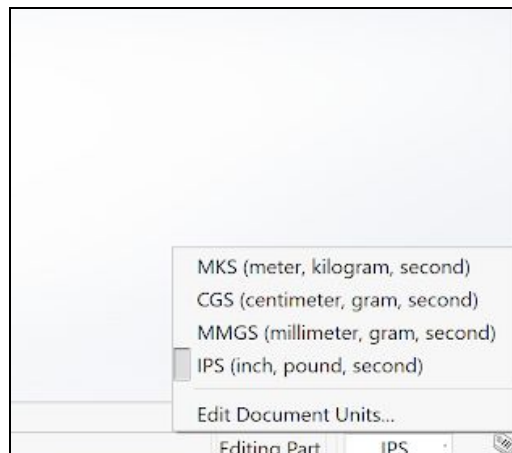 MKS (meter, kilogram, second)
CGS (centimeter, gram, second)
MMGS (millimeter, gram, second)
IPS (inch, pound, second)
Edit Document Units...
Editing Part IPS